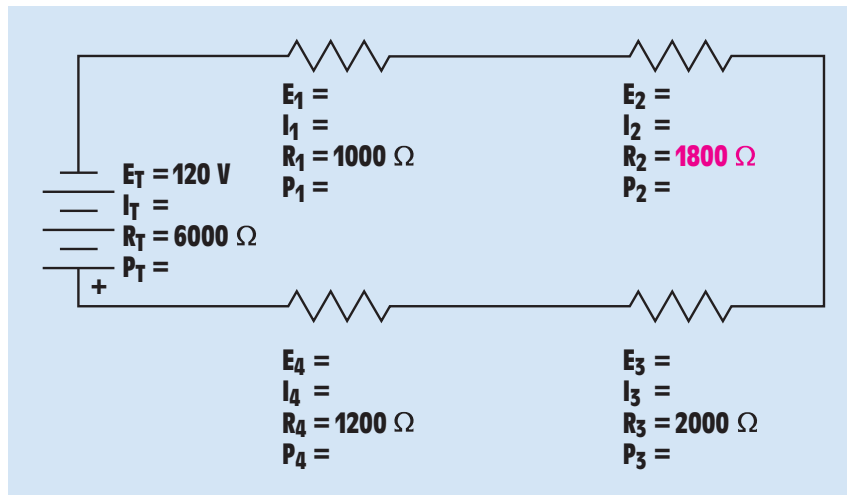 E1 =
I1 =
R1 = 1000 Ω
P1 =
E2 =
I2 =
R2 = 1800 Ω
P2 =
ET = 120 V
IT =
RT = 6000 Ω
PT =
+
E4 =
I4 =
R4 = 1200 Ω
P4 =
E3 =
I3 =
R3 = 2000 Ω
P3 =